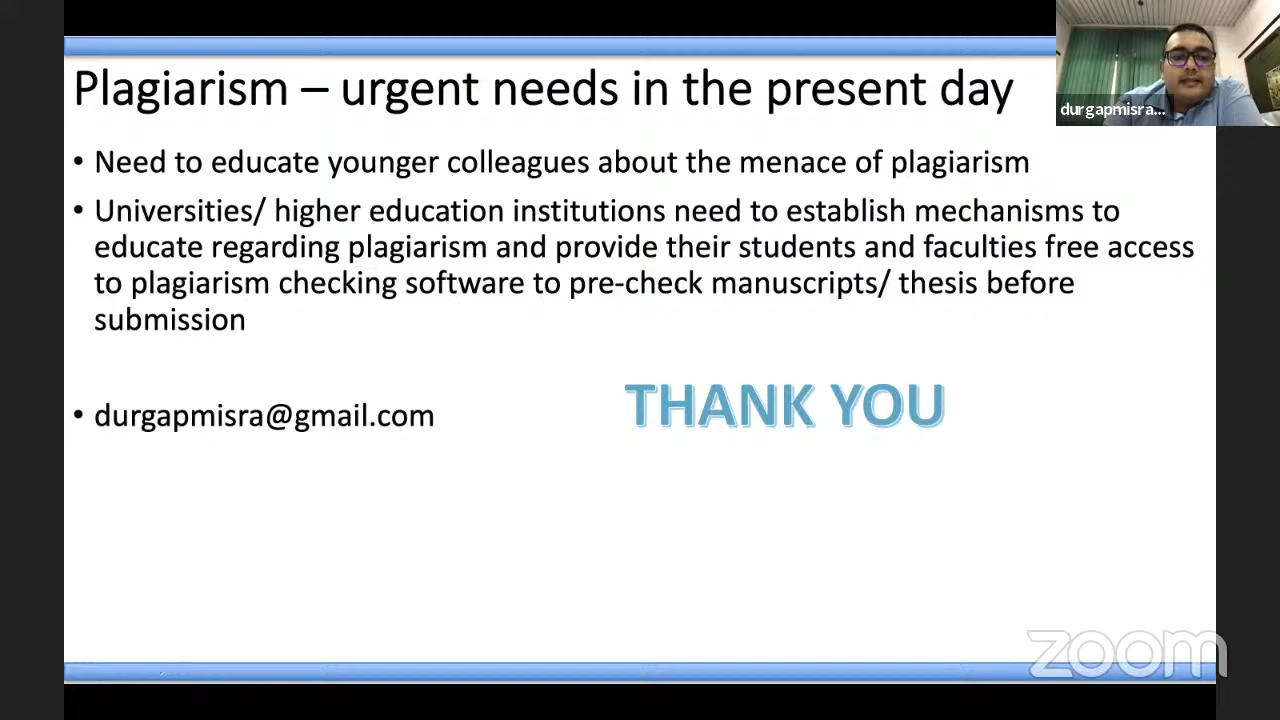 Plagiarism – urgent needs in the present day
durgapmisra...
• Need to educate younger colleagues about the menace of plagiarism
• Universities/ higher education institutions need to establish mechanisms to
educate regarding plagiarism and provide their students and faculties free access
to plagiarism checking software to pre-check manuscripts/ thesis before
submission
• durgapmisra@gmail.com
THANK YOU
zoom